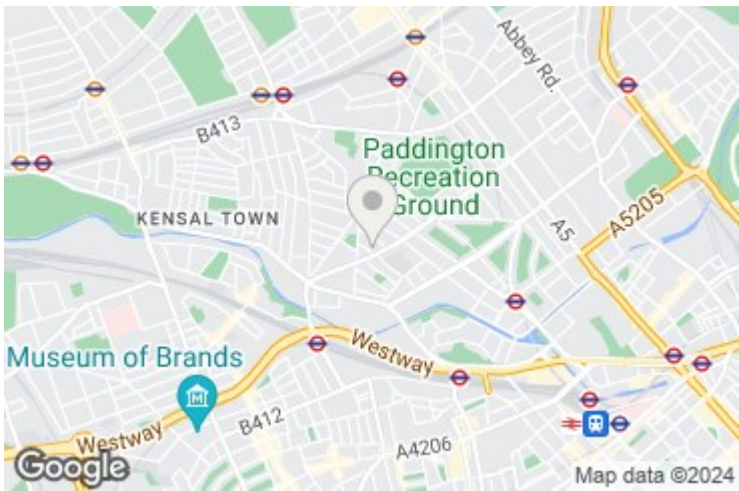 Abbey Rd.
B413
Paddington
Recreation
Ground
KENSAL TOWN
A5
A5205
Westway
Museum of Brands
M
B412
Westway
A4206
Google
Map data ©2024